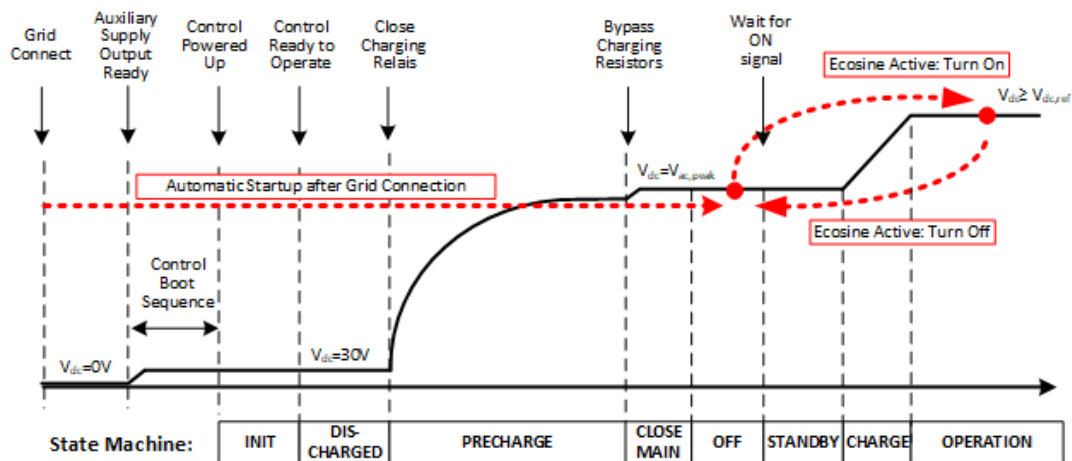 Grid
Connect
Auxiliary
Supply
Output
Ready
Control
Powered
Up
Control
Ready to
Operate
Close
Charging
Relais
Bypass
Charging
Resistors
Wait for
ON
signal
Ecosine Active: Turn On
Vdc≥ Vdc,ref
Vdc=Vac,peak
Automatic Startup after Grid Connection
Ecosine Active: Turn Off
Control
Boot
Sequence
Vdc=0V
Vdc=30V
State Machine:
INIT
DIS-
CHARGED
PRECHARGE
CLOSE
MAIN
OFF
STANDBY
CHARGE
OPERATION